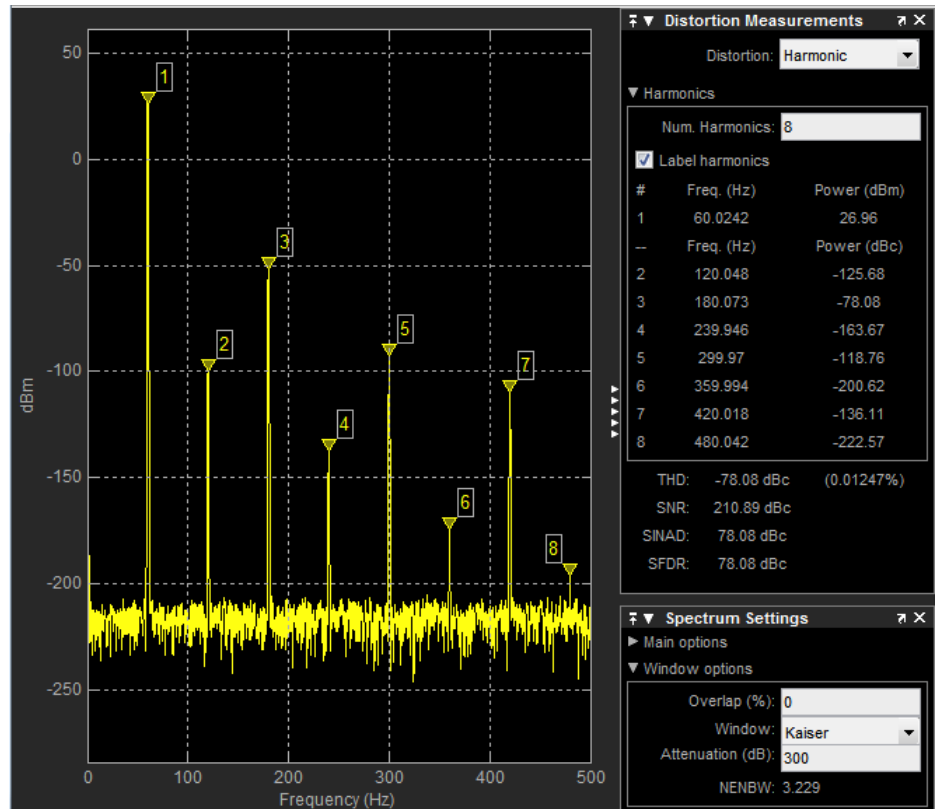 50
0
-50
-100
-150
-200
-250
dBm
0 100 200 300 400 500
Frequency (Hz)
1
2
3
4
5
6
7
8
Distortion Measurements
Distortion: Harmonic
Harmonics
Num. Harmonics: 8
Label harmonics
# Freq. (Hz) Power (dBm)
1 60.0242 26.96
-- Freq. (Hz) Power (dBc)
2 120.048 -125.68
3 180.073 -78.08
4 239.946 -163.67
5 299.97 -118.76
6 359.994 -200.62
7 420.018 -136.11
8 480.042 -222.57
THD: -78.08 dBc (0.01247%)
SNR: 210.89 dBc
SINAD: 78.08 dBc
SFDR: 78.08 dBc
Spectrum Settings
Main options
Window options
Overlap (%): 0
Window: Kaiser
Attenuation (dB): 300
NENBW: 3.229